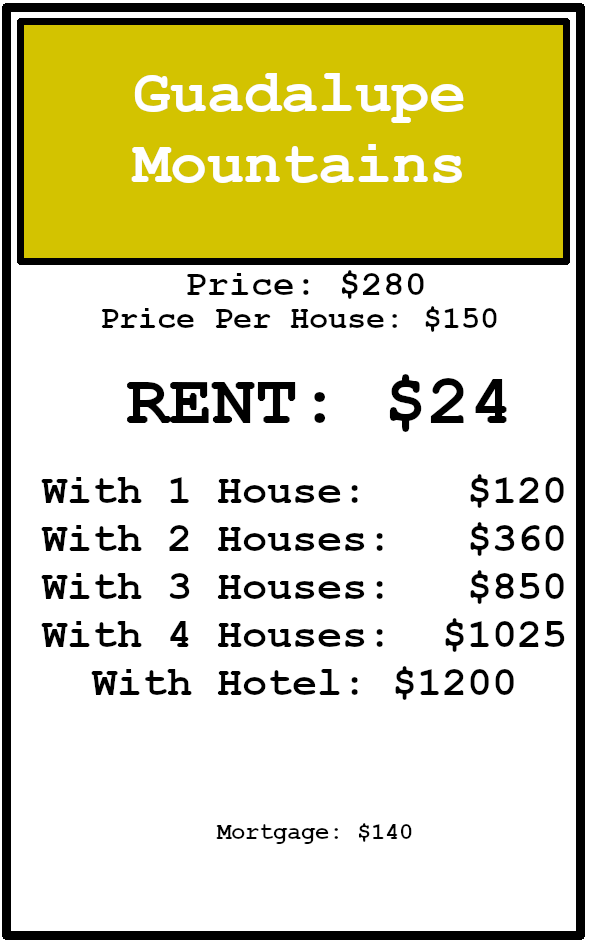 Guadalupe
Mountains
Price: $280
Price Per House: $150
RENT: $24
With 1 House: $120
With 2 Houses: $360
With 3 Houses: $850
With 4 Houses: $1025
With Hotel: $1200
Mortgage: $140